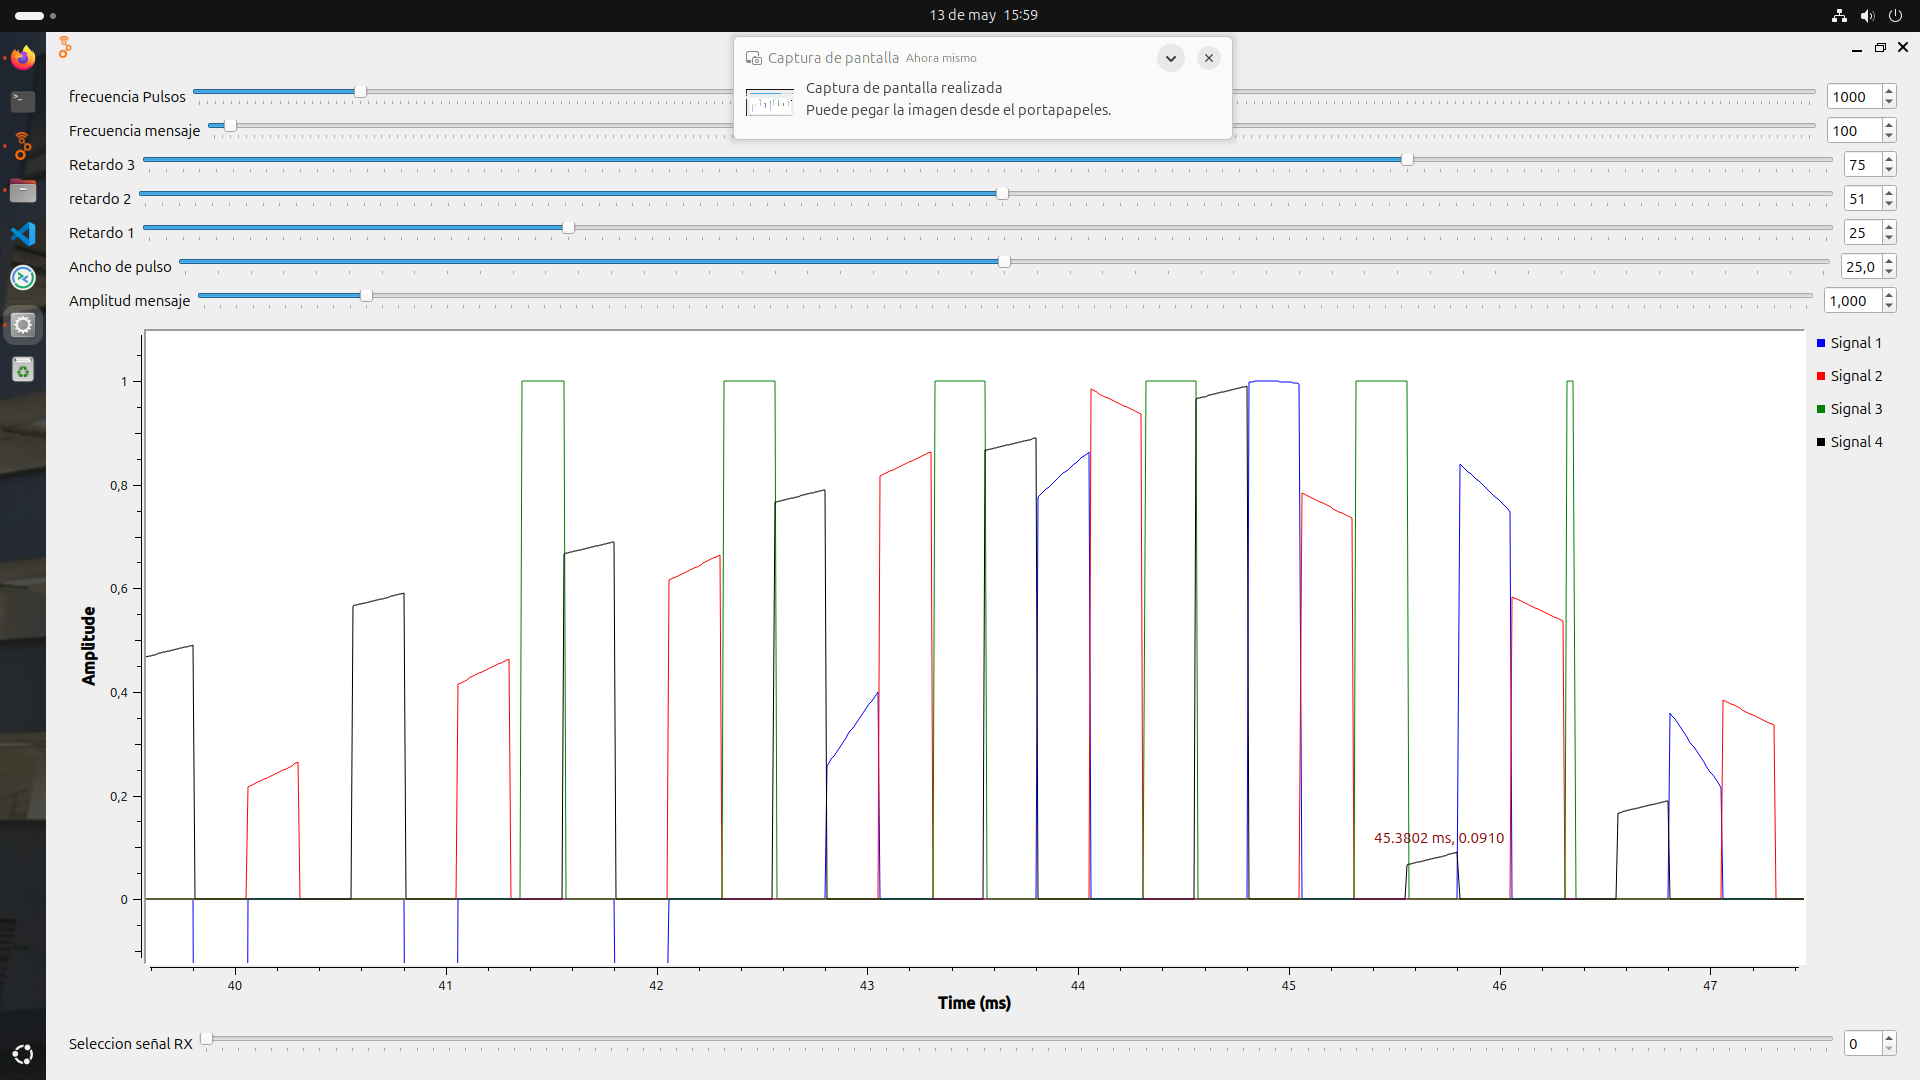 13 de may 15:59
Captura de pantalla Ahora mismo
Captura de pantalla realizada
Puede pegar la imagen desde el portapapeles.
frecuencia Pulsos 1000
Frecuencia mensaje 100
Retardo 3 75
retardo 2 51
Retardo 1 25
Ancho de pulso 25,0
Amplitud mensaje 1,000
Signal 1
Signal 2
Signal 3
Signal 4
1
0,8
0,6
0,4
0,2
0
Amplitude
45.3802 ms, 0.0910
40 41 42 43 44 45 46 47
Time (ms)
Seleccion señal RX 0